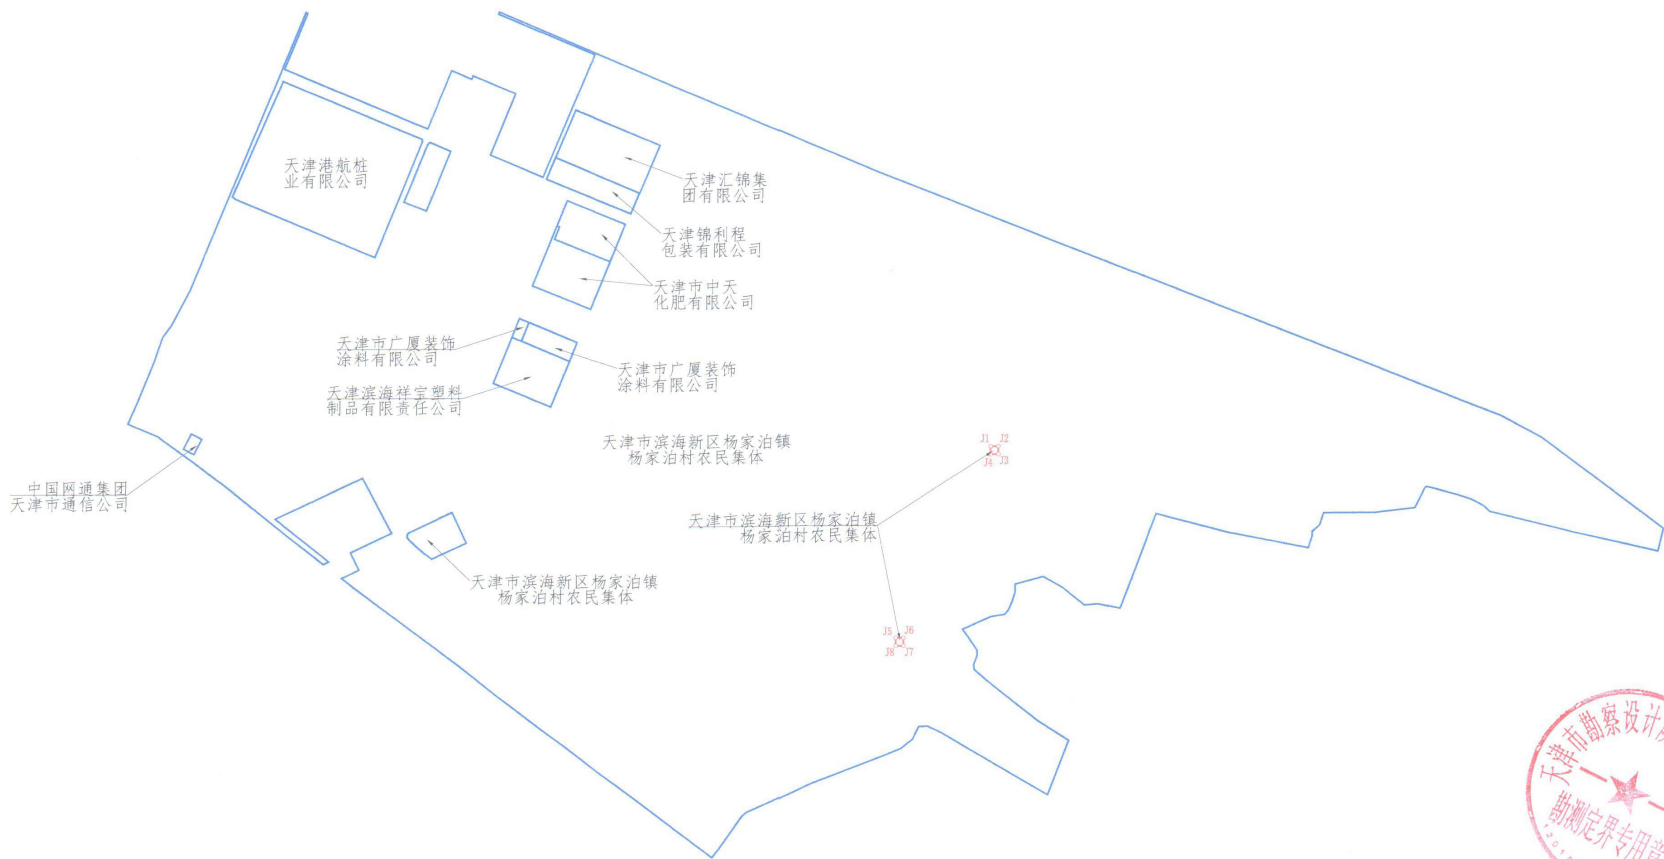 天津港航桩
业有限公司
天津汇锦集
团有限公司
天津锦利程
包装有限公司
天津市中天
化肥有限公司
天津市广厦装饰
涂料有限公司
天津市广厦装饰
涂料有限公司
天津滨海祥宝塑料
制品有限责任公司
天津市滨海新区杨家泊镇
杨家泊村农民集体
J1 J2
J4 J3
中国网通集团
天津市通信公司
天津市滨海新区杨家泊镇
杨家泊村农民集体
天津市滨海新区杨家泊镇
杨家泊村农民集体
J5 J6
J8 J7
天津市勘察设计
勘测定界专用章